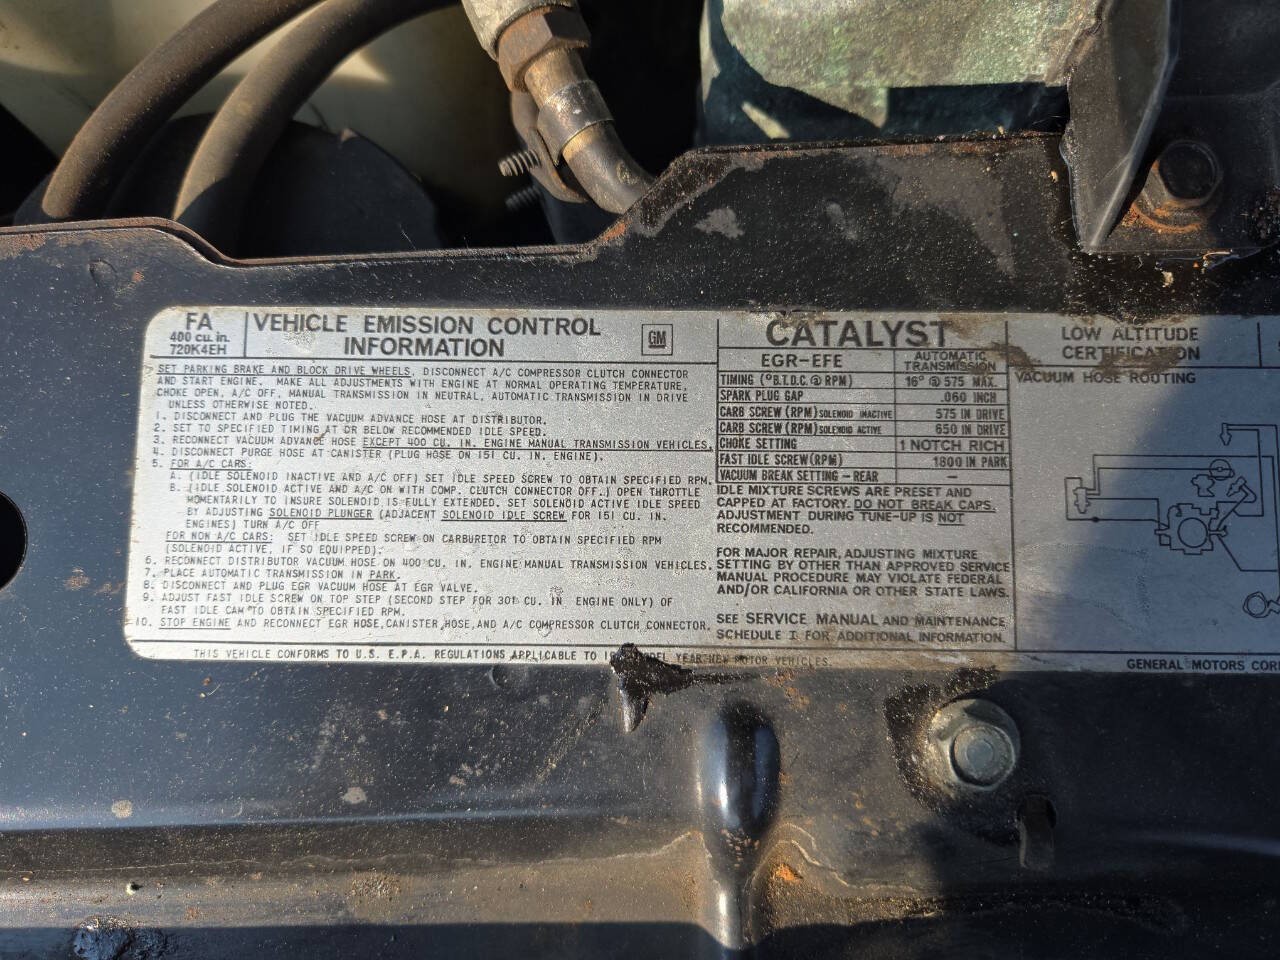 FA
400 cu. in.
720K4EH
VEHICLE EMISSION CONTROL
INFORMATION
GM
SET PARKING BRAKE AND BLOCK DRIVE WHEELS, DISCONNECT A/C COMPRESSOR CLUTCH CONNECTOR
AND START ENGINE. MAKE ALL ADJUSTMENTS WITH ENGINE AT NORMAL OPERATING TEMPERATURE,
CHOKE OPEN, A/C OFF, MANUAL TRANSMISSION IN NEUTRAL, AUTOMATIC TRANSMISSION IN DRIVE
UNLESS OTHERWISE NOTED.
1. DISCONNECT AND PLUG THE VACUUM ADVANCE HOSE AT DISTRIBUTOR.
2. SET TO SPECIFIED TIMING AT OR BELOW RECOMMENDED IDLE SPEED.
3. RECONNECT VACUUM ADVANCE HOSE EXCEPT 400 CU. IN. ENGINE MANUAL TRANSMISSION VEHICLES.
4. DISCONNECT PURGE HOSE AT CANISTER (PLUG HOSE ON 151 CU. IN. ENGINE).
5. FOR A/C CARS:
A. (IDLE SOLENOID INACTIVE AND A/C OFF) SET IDLE SPEED SCREW TO OBTAIN SPECIFIED RPM.
B. (IDLE SOLENOID ACTIVE AND A/C ON WITH COMP. CLUTCH CONNECTOR OFF.) OPEN THROTTLE
MOMENTARILY TO INSURE SOLENOID IS FULLY EXTENDED. SET SOLENOID ACTIVE IDLE SPEED
BY ADJUSTING SOLENOID PLUNGER (ADJACENT SOLENOID IDLE SCREW FOR 151 CU. IN.
ENGINES) TURN A/C OFF
FOR NON A/C CARS: SET IDLE SPEED SCREW ON CARBURETOR TO OBTAIN SPECIFIED RPM
(SOLENOID ACTIVE, IF SO EQUIPPED).
6. RECONNECT DISTRIBUTOR VACUUM HOSE ON 400 CU. IN. ENGINE MANUAL TRANSMISSION VEHICLES.
7. PLACE AUTOMATIC TRANSMISSION IN PARK.
8. DISCONNECT AND PLUG EGR VACUUM HOSE AT EGR VALVE.
9. ADJUST FAST IDLE SCREW ON TOP STEP (SECOND STEP FOR 301 CU. IN ENGINE ONLY) OF
FAST IDLE CAM TO OBTAIN SPECIFIED RPM.
10. STOP ENGINE AND RECONNECT EGR HOSE, CANISTER HOSE, AND A/C COMPRESSOR CLUTCH CONNECTOR.
CATALYST
EGR-EFE
AUTOMATIC
TRANSMISSION
TIMING (°B.T.D.C. @ RPM) 16° @ 575 MAX.
SPARK PLUG GAP .060 INCH
CARB SCREW (RPM) SOLENOID INACTIVE 575 IN DRIVE
CARB SCREW (RPM) SOLENOID ACTIVE 650 IN DRIVE
CHOKE SETTING 1 NOTCH RICH
FAST IDLE SCREW (RPM) 1800 IN PARK
VACUUM BREAK SETTING - REAR —
IDLE MIXTURE SCREWS ARE PRESET AND
CAPPED AT FACTORY. DO NOT BREAK CAPS.
ADJUSTMENT DURING TUNE-UP IS NOT
RECOMMENDED.
FOR MAJOR REPAIR, ADJUSTING MIXTURE
SETTING BY OTHER THAN APPROVED SERVICE
MANUAL PROCEDURE MAY VIOLATE FEDERAL
AND/OR CALIFORNIA OR OTHER STATE LAWS.
SEE SERVICE MANUAL AND MAINTENANCE
SCHEDULE I FOR ADDITIONAL INFORMATION.
LOW ALTITUDE
CERTIFICATION
VACUUM HOSE ROUTING
THIS VEHICLE CONFORMS TO U.S. E.P.A. REGULATIONS APPLICABLE TO MODEL YEAR NEW MOTOR VEHICLES.
GENERAL MOTORS COR